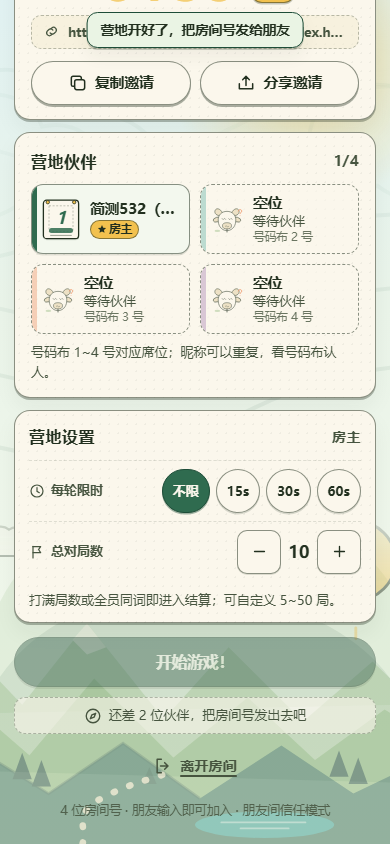 营地开好了，把房间号发给朋友
htt
ex.h...
复制邀请
分享邀请
营地伙伴
1/4
1
简测532（...
房主
空位
等待伙伴
号码布 2 号
空位
等待伙伴
号码布 3 号
空位
等待伙伴
号码布 4 号
号码布 1~4 号对应席位；昵称可以重复，看号码布认
人。
营地设置
房主
每轮限时
不限
15s
30s
60s
总对局数
10
打满局数或全员同词即进入结算；可自定义 5~50 局。
开始游戏！
还差 2 位伙伴，把房间号发出去吧
离开房间
4 位房间号 · 朋友输入即可加入 · 朋友间信任模式